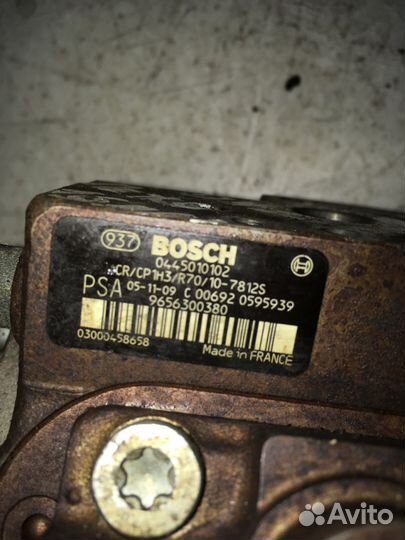 937 BOSCH
0445010102
CR/CP1H3/R70/10-7812S
PSA 05-11-09 C 00692 0595939
9656300380
03000458658
Made in FRANCE
Avito